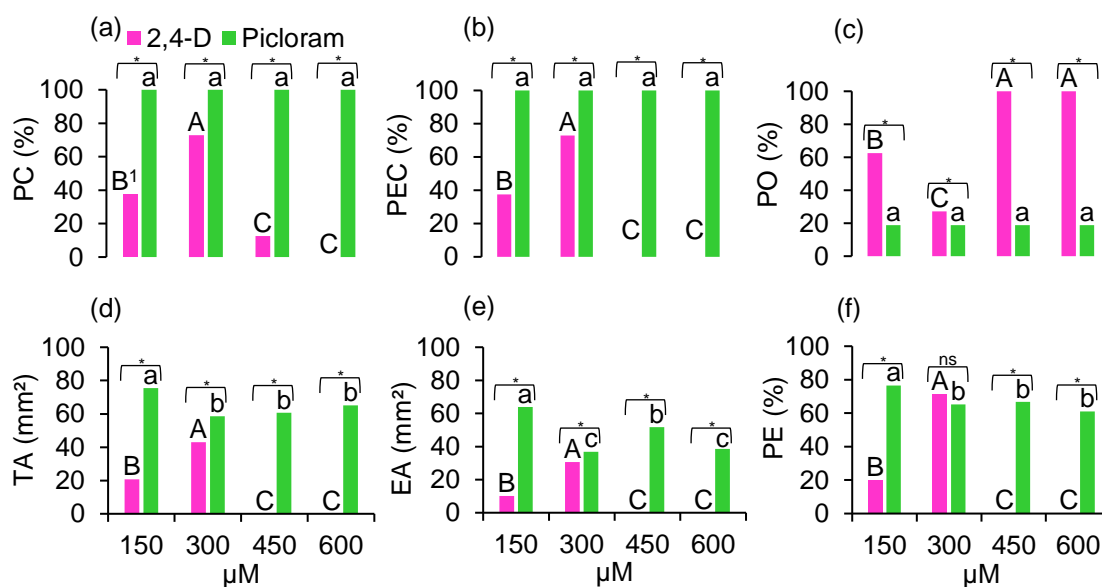 (a) (b) (c)
2,4-D Picloram
PC (%)
100
80
60
40
20
0
* * * *
a a a a
B¹ A C C
PEC (%)
100
80
60
40
20
0
* * * *
a a a a
B A C C
PO (%)
100
80
60
40
20
0
* * * *
B C A A
a a a a
(d) (e) (f)
TA (mm²)
100
80
60
40
20
0
* * * *
a b b b
B A C C
150 300 450 600
µM
EA (mm²)
100
80
60
40
20
0
* * * *
a c b c
B A C C
150 300 450 600
µM
PE (%)
100
80
60
40
20
0
* ns * *
a b b b
B A C C
150 300 450 600
µM